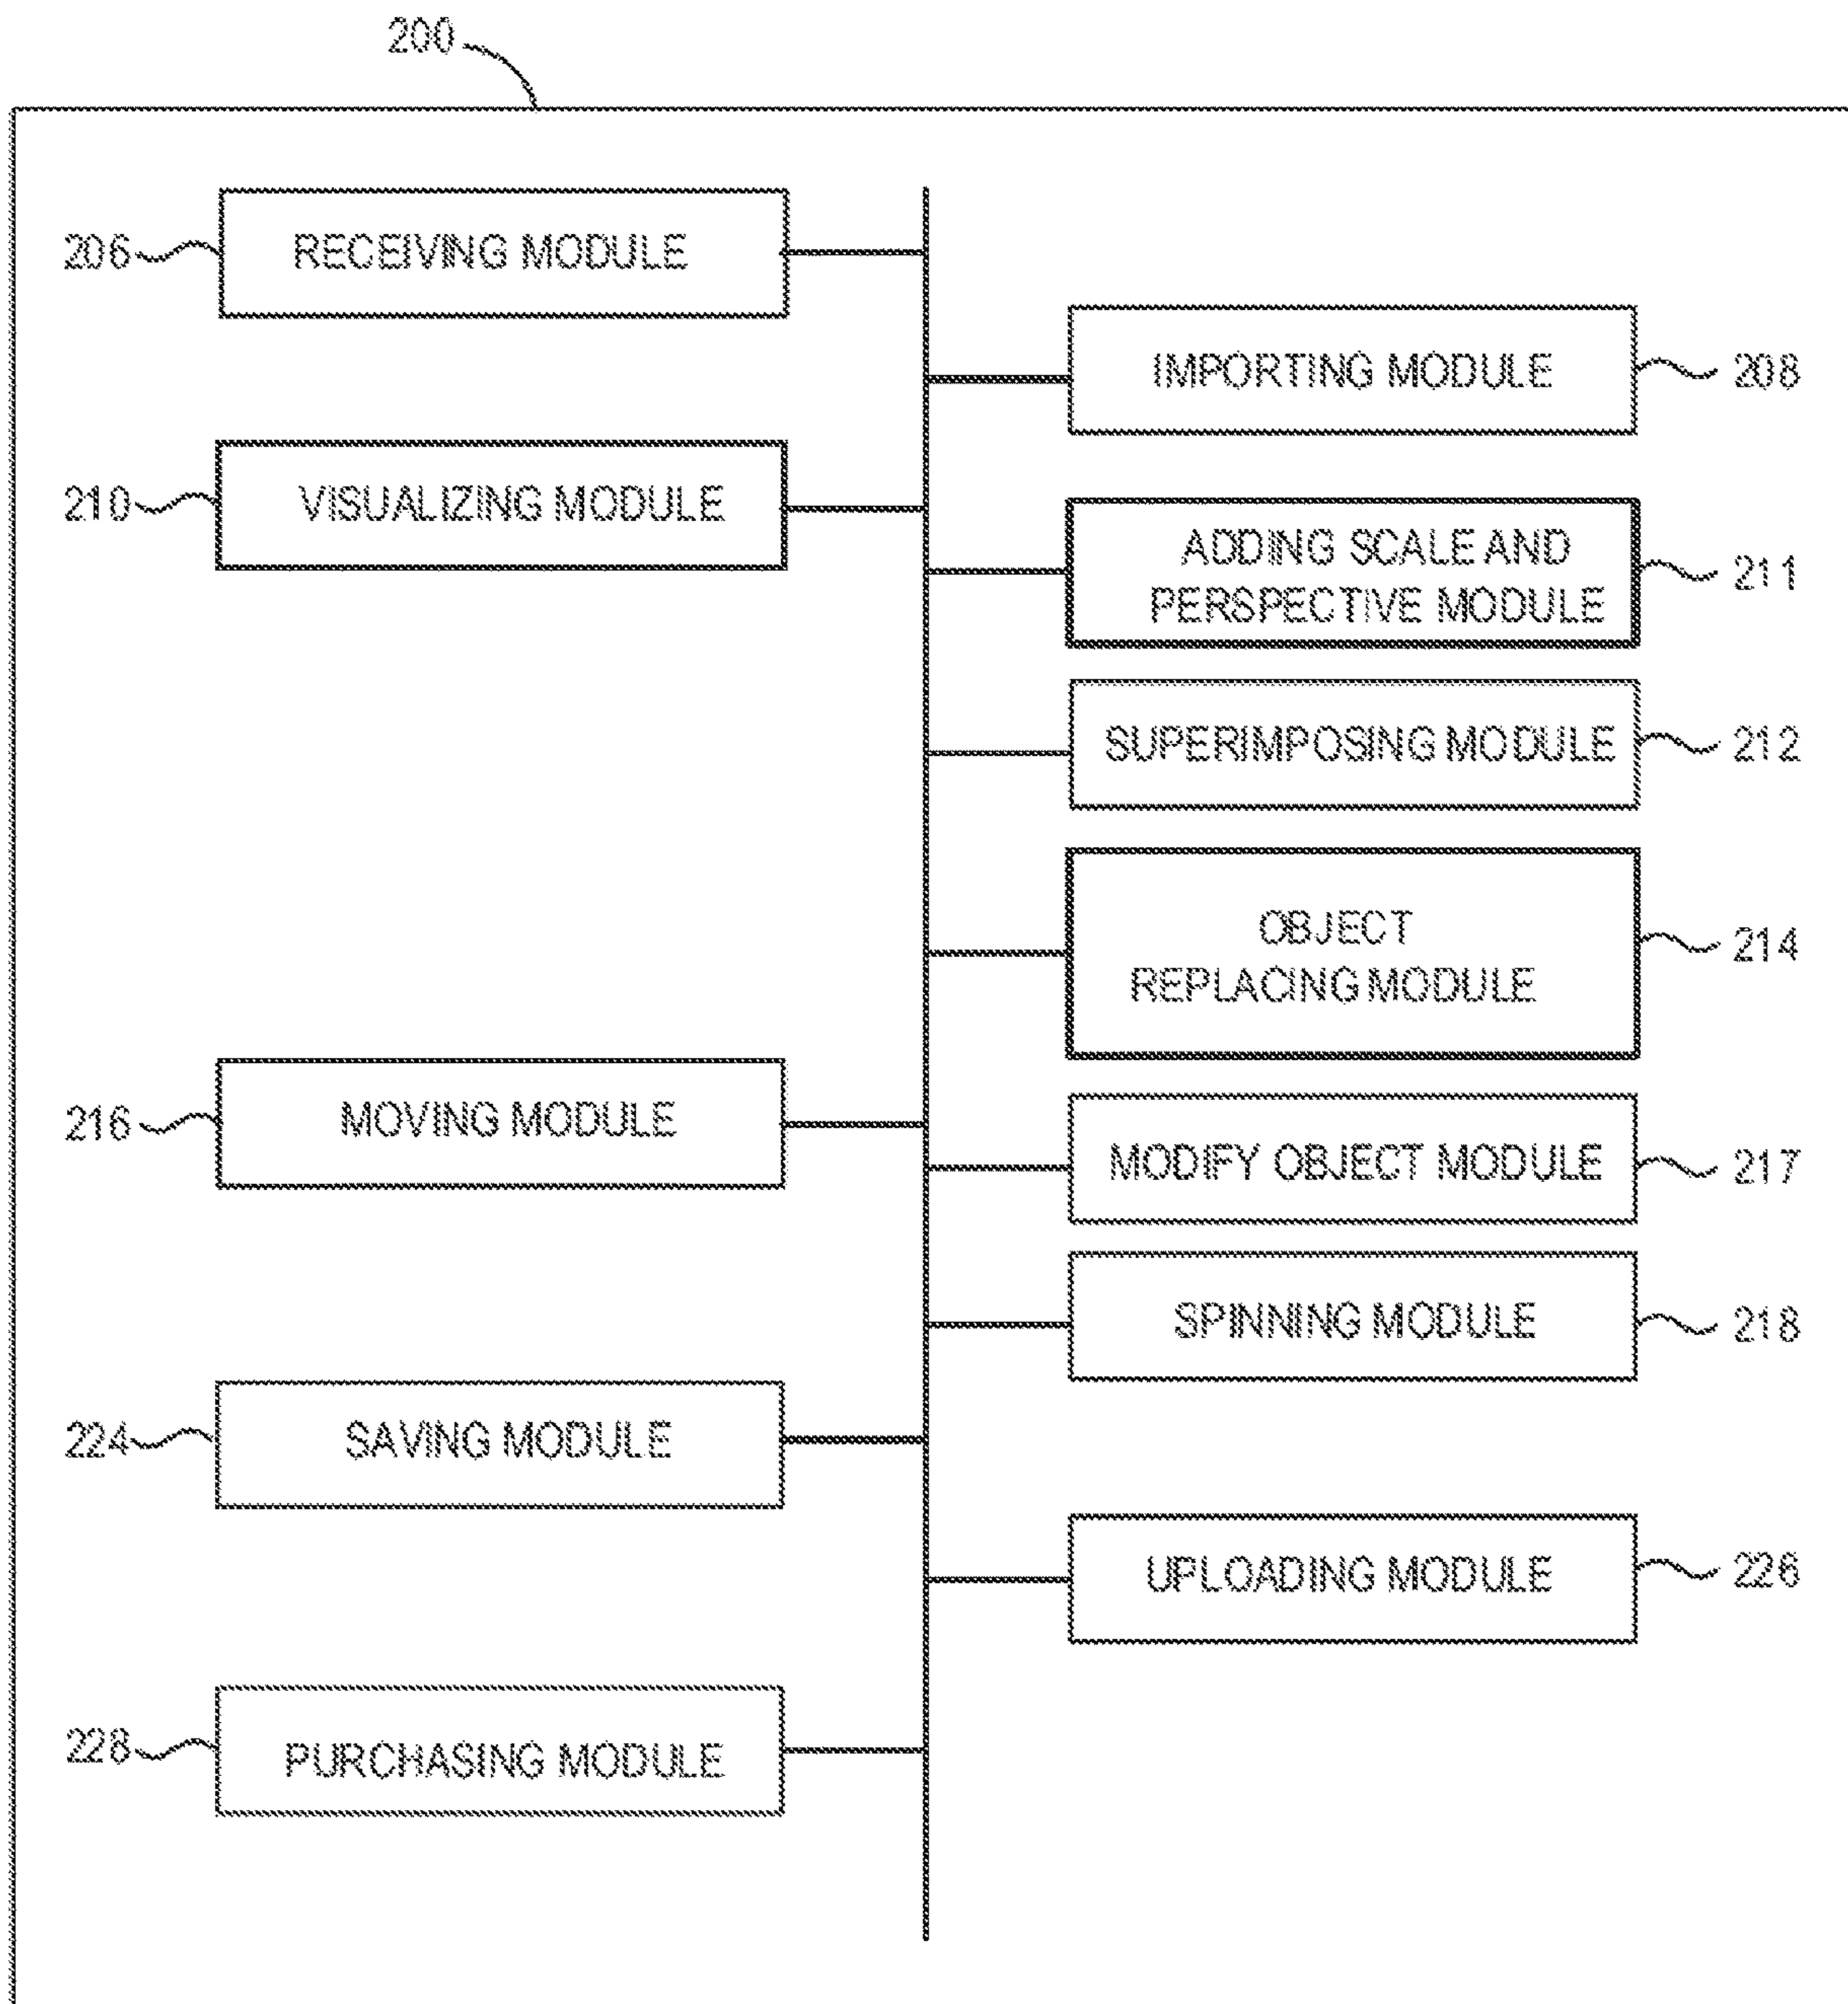 200
206
RECEIVING MODULE
IMPORTING MODULE
208
210
VISUALIZING MODULE
ADDING SCALE AND
PERSPECTIVE MODULE
211
SUPERIMPOSING MODULE
212
OBJECT
REPLACING MODULE
214
216
MOVING MODULE
MODIFY OBJECT MODULE
217
SPINNING MODULE
218
224
SAVING MODULE
UPLOADING MODULE
226
228
PURCHASING MODULE